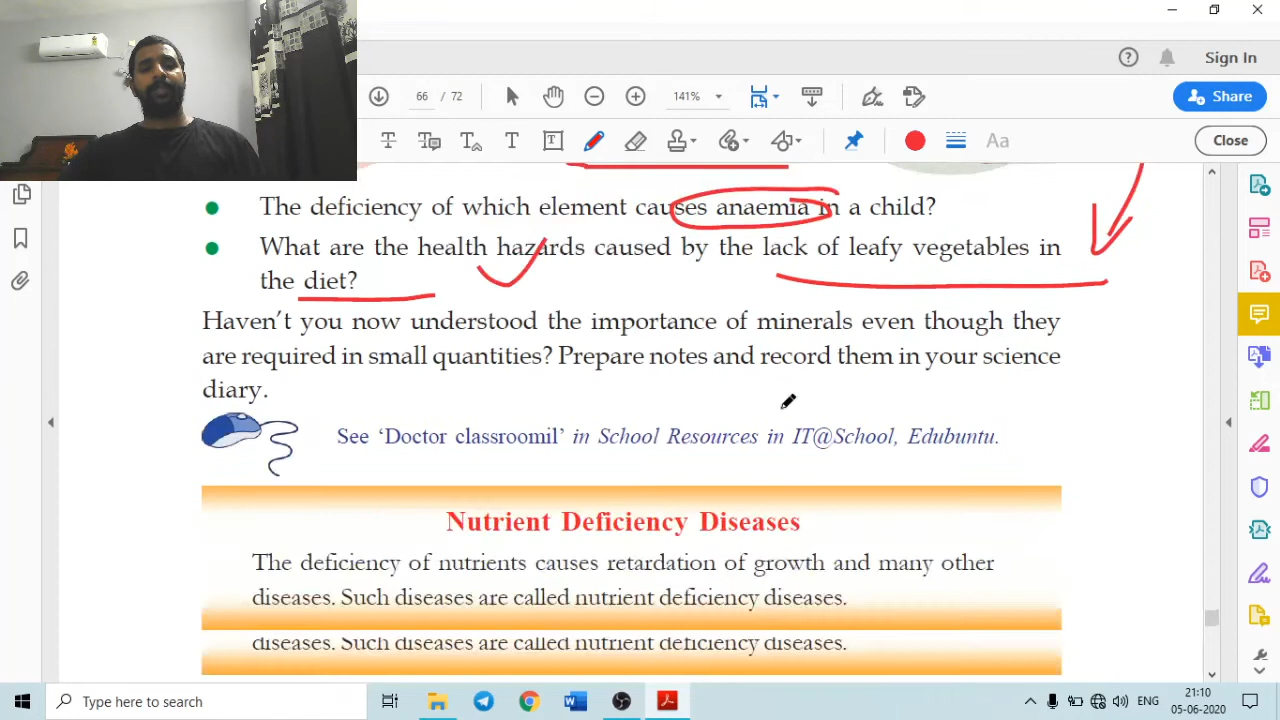 Sign In
66 / 72
141%
Share
Aa
Close
The deficiency of which element causes anaemia in a child?
What are the health hazards caused by the lack of leafy vegetables in
the diet?
Haven't you now understood the importance of minerals even though they
are required in small quantities? Prepare notes and record them in your science
diary.
See 'Doctor classroomil' in School Resources in IT@School, Edubuntu.
Nutrient Deficiency Diseases
The deficiency of nutrients causes retardation of growth and many other
diseases. Such diseases are called nutrient deficiency diseases.
diseases. Such diseases are called nutrient deficiency diseases.
Type here to search
ENG
21:10
05-06-2020